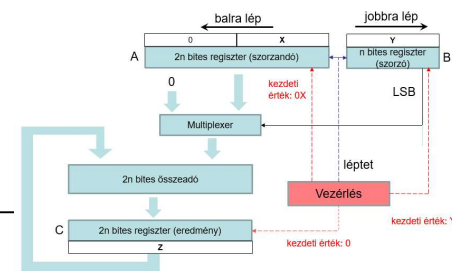 balra lép
jobbra lép
0 X
Y
A
2n bites regiszter (szorzandó)
n bites regiszter
(szorzó)
B
0
kezdeti
érték: 0X
LSB
Multiplexer
léptet
2n bites összeadó
Vezérlés
kezdeti érték: Y
C
2n bites regiszter (eredmény)
kezdeti érték: 0
Z